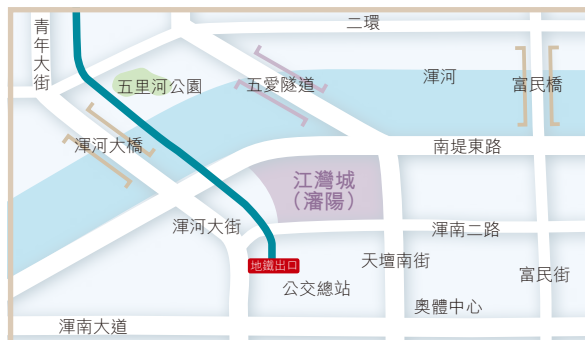 二環
青年大街
五里河公園
五愛隧道
渾河
富民橋
渾河大橋
南堤東路
江灣城
（瀋陽）
渾河大街
渾南二路
地鐵出口
天壇南街
富民街
公交總站
奧體中心
渾南大道